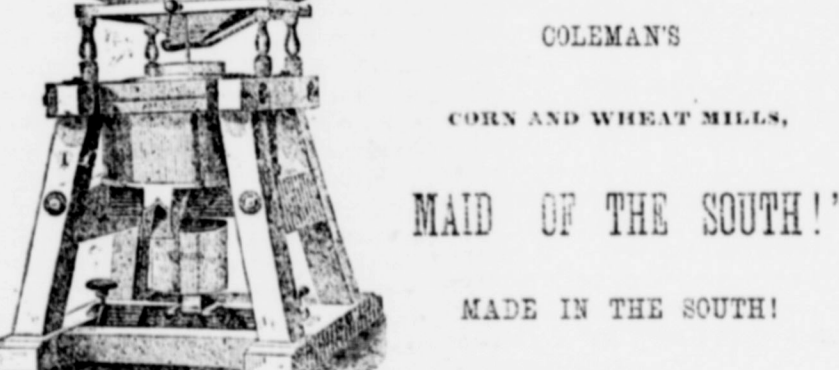 COLEMAN'S
CORN AND WHEAT MILLS,
MAID OF THE SOUTH!'
MADE IN THE SOUTH!